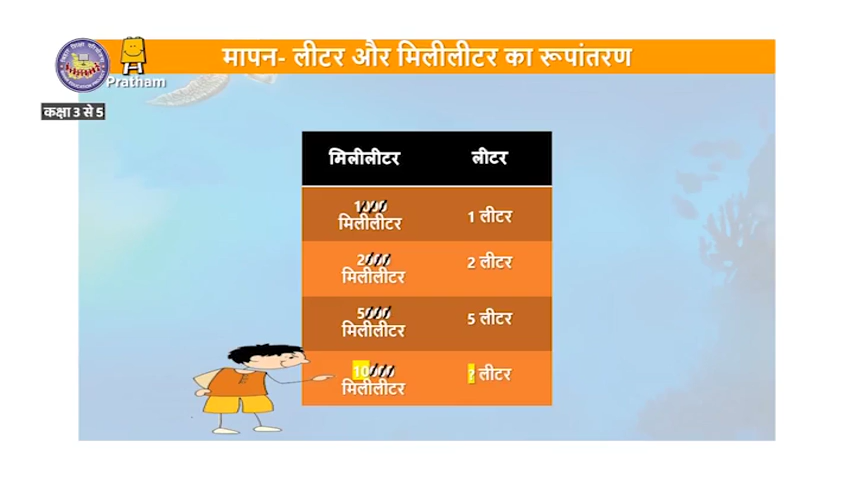 मापन- लीटर और मिलीलीटर का रूपांतरण
Pratham
कक्षा 3 से 5
मिलीलीटर लीटर
1000
मिलीलीटर
1 लीटर
2000
मिलीलीटर
2 लीटर
5000
मिलीलीटर
5 लीटर
10000
मिलीलीटर
? लीटर